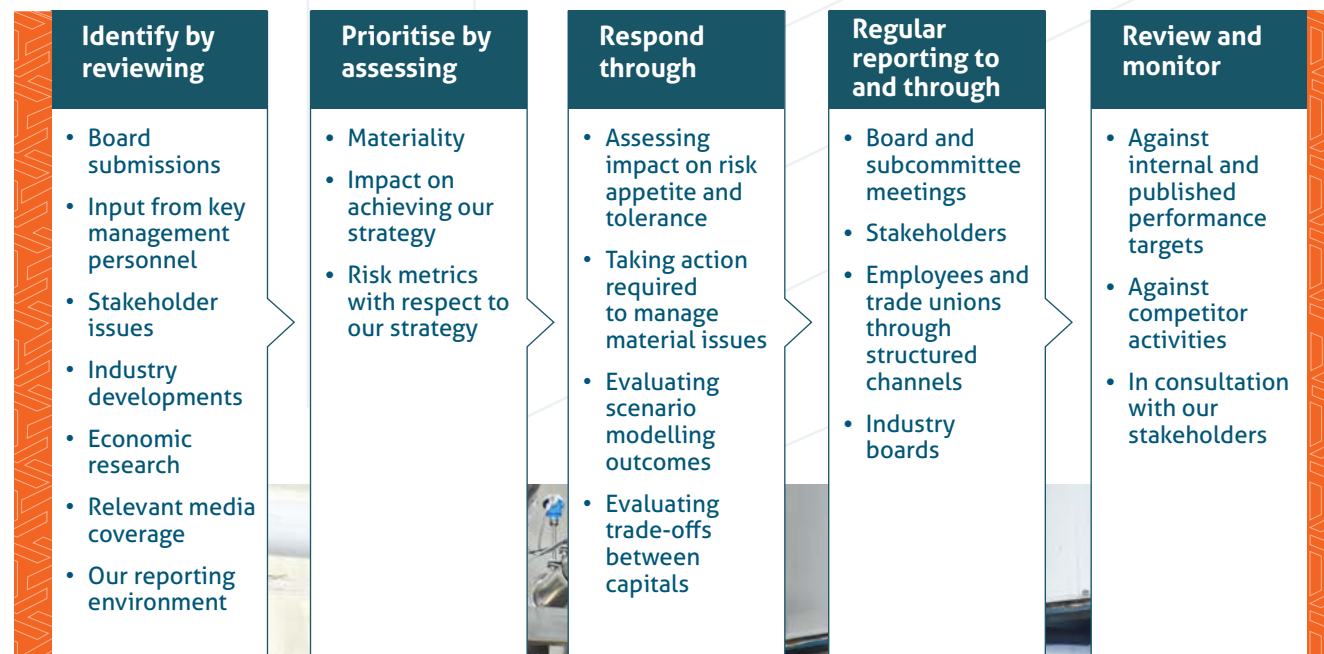 Identify by
reviewing
• Board
submissions
• Input from key
management
personnel
• Stakeholder
issues
• Industry
developments
• Economic
research
• Relevant media
coverage
• Our reporting
environment
Prioritise by
assessing
• Materiality
• Impact on
achieving our
strategy
• Risk metrics
with respect to
our strategy
Respond
through
• Assessing
impact on risk
appetite and
tolerance
• Taking action
required
to manage
material issues
• Evaluating
scenario
modelling
outcomes
• Evaluating
trade-offs
between
capitals
Regular
reporting to
and through
• Board and
subcommittee
meetings
• Stakeholders
• Employees and
trade unions
through
structured
channels
• Industry
boards
Review and
monitor
• Against
internal and
published
performance
targets
• Against
competitor
activities
• In consultation
with our
stakeholders